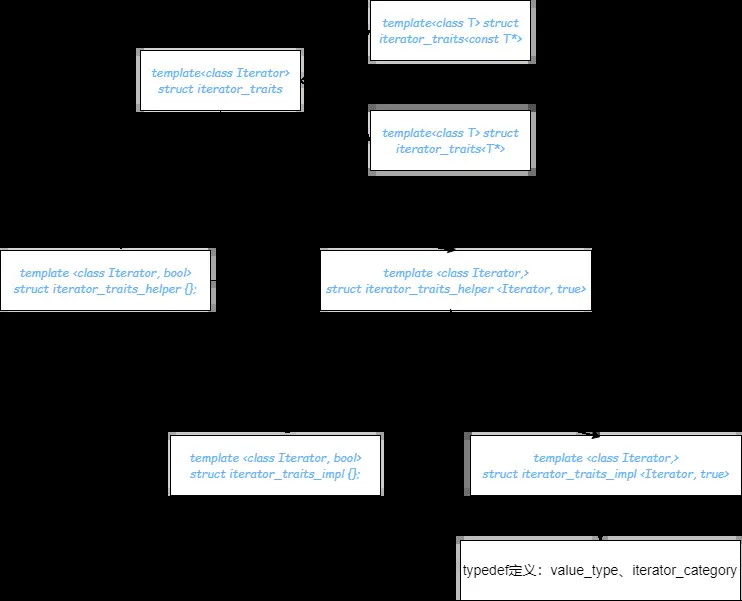 template<class T> struct
iterator_traits<const T*>
template<class Iterator>
struct iterator_traits
template<class T> struct
iterator_traits<T*>
template <class Iterator, bool>
struct iterator_traits_helper {};
template <class Iterator,>
struct iterator_traits_helper <Iterator, true>
template <class Iterator, bool>
struct iterator_traits_impl {};
template <class Iterator,>
struct iterator_traits_impl <Iterator, true>
typedef定义：value_type、iterator_category